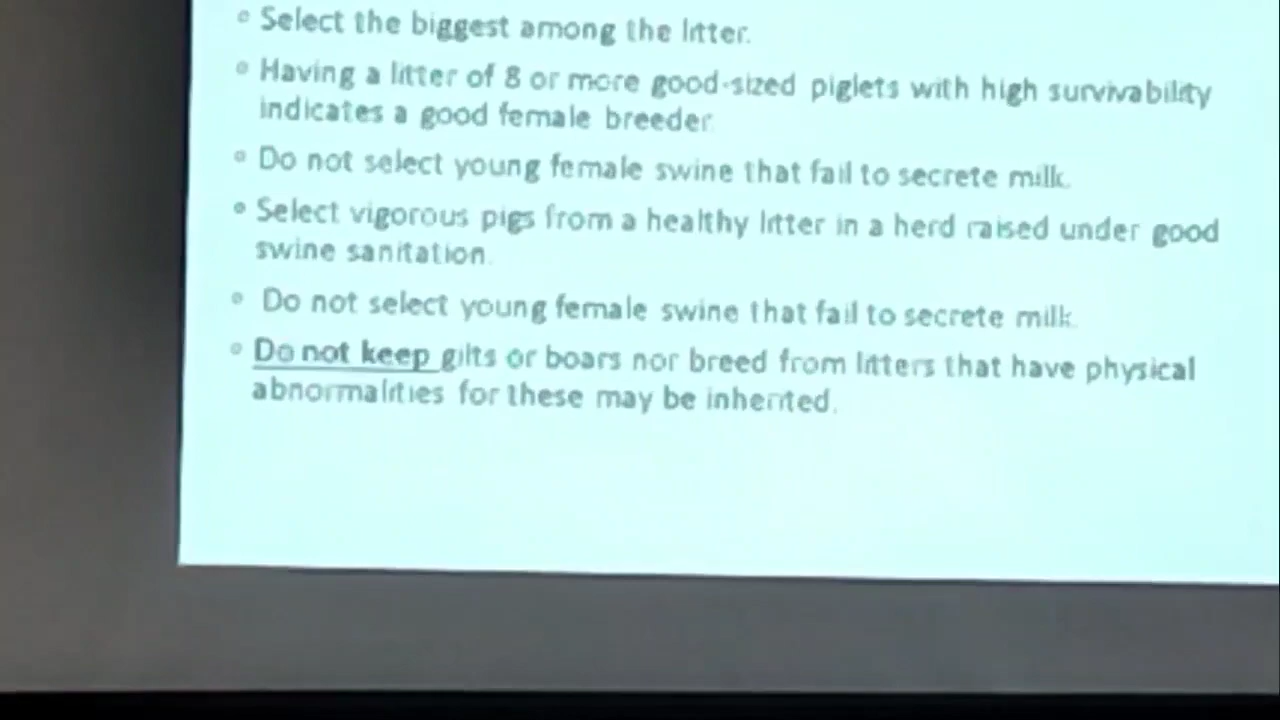 Select the biggest among the litter.
Having a litter of 8 or more good-sized piglets with high survivability
indicates a good female breeder.
Do not select young female swine that fail to secrete milk.
Select vigorous pigs from a healthy litter in a herd raised under good
swine sanitation.
Do not select young female swine that fail to secrete milk.
Do not keep gilts or boars nor breed from litters that have physical
abnormalities for these may be inherited.